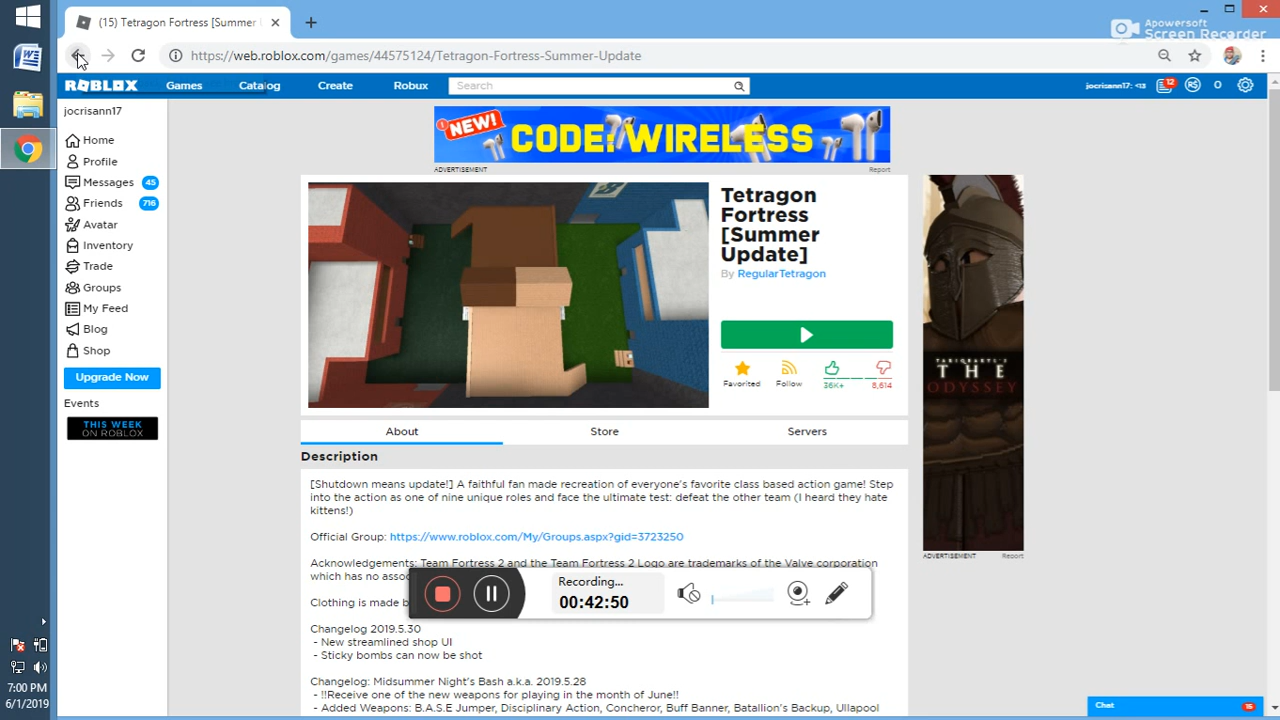 (15) Tetragon Fortress [Summer
Apowersoft
Screen Recorder
https://web.roblox.com/games/44575124/Tetragon-Fortress-Summer-Update
ROBLOX
Games
Catalog
Create
Robux
Search
jocrisann17: <13
12
0
jocrisann17
Home
Profile
Messages 45
Friends 716
Avatar
Inventory
Trade
Groups
My Feed
Blog
Shop
Upgrade Now
Events
THIS WEEK
ON ROBLOX
NEW!
CODE: WIRELESS
ADVERTISEMENT
Report
Tetragon
Fortress
[Summer
Update]
By RegularTetragon
Favorited
Follow
36K+
8,614
THE
ODYSSEY
ADVERTISEMENT
Report
About
Store
Servers
Description
[Shutdown means update!] A faithful fan made recreation of everyone's favorite class based action game! Step
into the action as one of nine unique roles and face the ultimate test: defeat the other team (I heard they hate
kittens!)
Official Group: https://www.roblox.com/My/Groups.aspx?gid=3723250
Acknowledgements: Team Fortress 2 and the Team Fortress 2 Logo are trademarks of the Valve corporation
which has no
Clothing is made
Recording...
00:42:50
Changelog 2019.5.30
- New streamlined shop UI
- Sticky bombs can now be shot
Changelog: Midsummer Night's Bash a.k.a. 2019.5.28
- !!Receive one of the new weapons for playing in the month of June!!
- Added Weapons: B.A.S.E Jumper, Disciplinary Action, Concheror, Buff Banner, Batallion's Backup, Ullapool
Chat
15
7:00 PM
6/1/2019